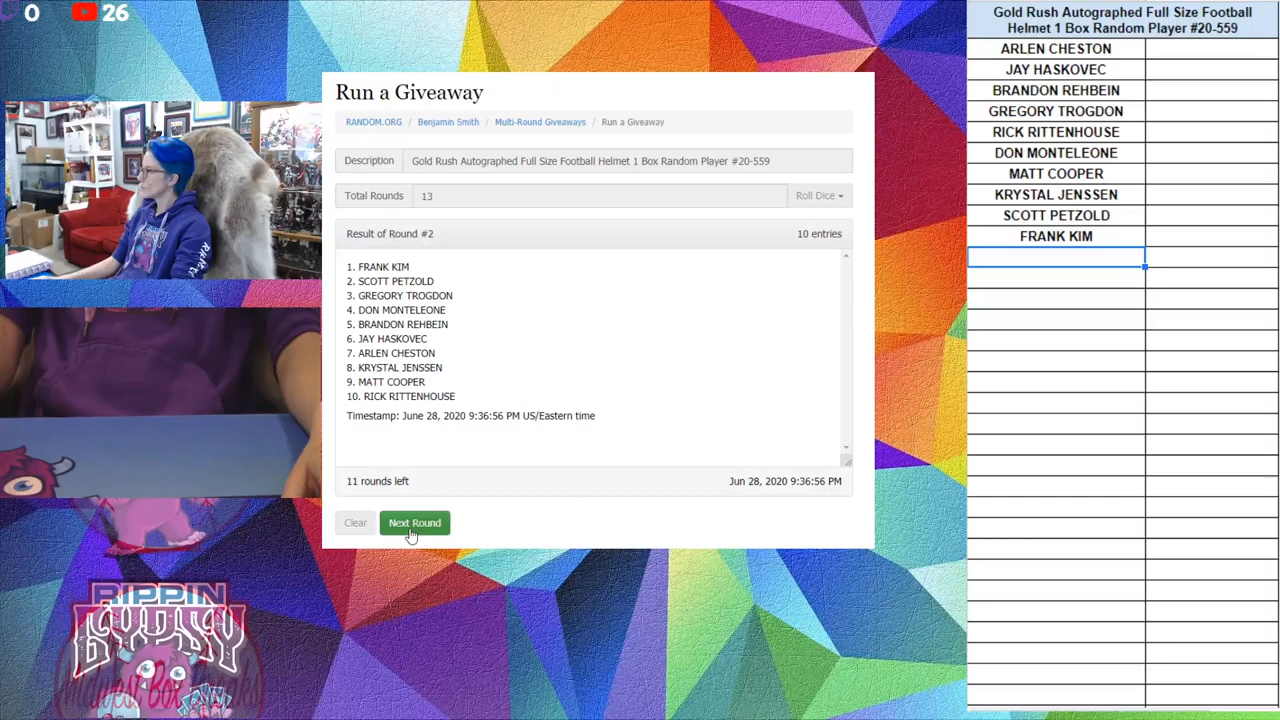 0 26
Run a Giveaway
RANDOM.ORG / Benjamin Smith / Multi-Round Giveaways / Run a Giveaway
Description Gold Rush Autographed Full Size Football Helmet 1 Box Random Player #20-559
Total Rounds 13 Roll Dice
Result of Round #2 10 entries
1. FRANK KIM
2. SCOTT PETZOLD
3. GREGORY TROGDON
4. DON MONTELEONE
5. BRANDON REHBEIN
6. JAY HASKOVEC
7. ARLEN CHESTON
8. KRYSTAL JENSSEN
9. MATT COOPER
10. RICK RITTENHOUSE
Timestamp: June 28, 2020 9:36:56 PM US/Eastern time
11 rounds left Jun 28, 2020 9:36:56 PM
Clear Next Round
Gold Rush Autographed Full Size Football
Helmet 1 Box Random Player #20-559
ARLEN CHESTON
JAY HASKOVEC
BRANDON REHBEIN
GREGORY TROGDON
RICK RITTENHOUSE
DON MONTELEONE
MATT COOPER
KRYSTAL JENSSEN
SCOTT PETZOLD
FRANK KIM
RIPPIN
GYPSY
Midwest Box Breaks